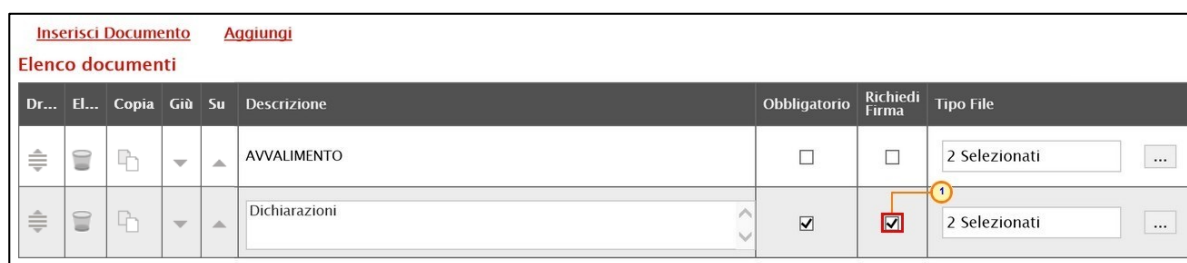 Inserisci Documento Aggiungi
Elenco documenti
Dr... El... Copia Giù Su Descrizione Obbligatorio Richiedi Firma Tipo File
AVVALIMENTO 2 Selezionati ...
1
Dichiarazioni 2 Selezionati ...